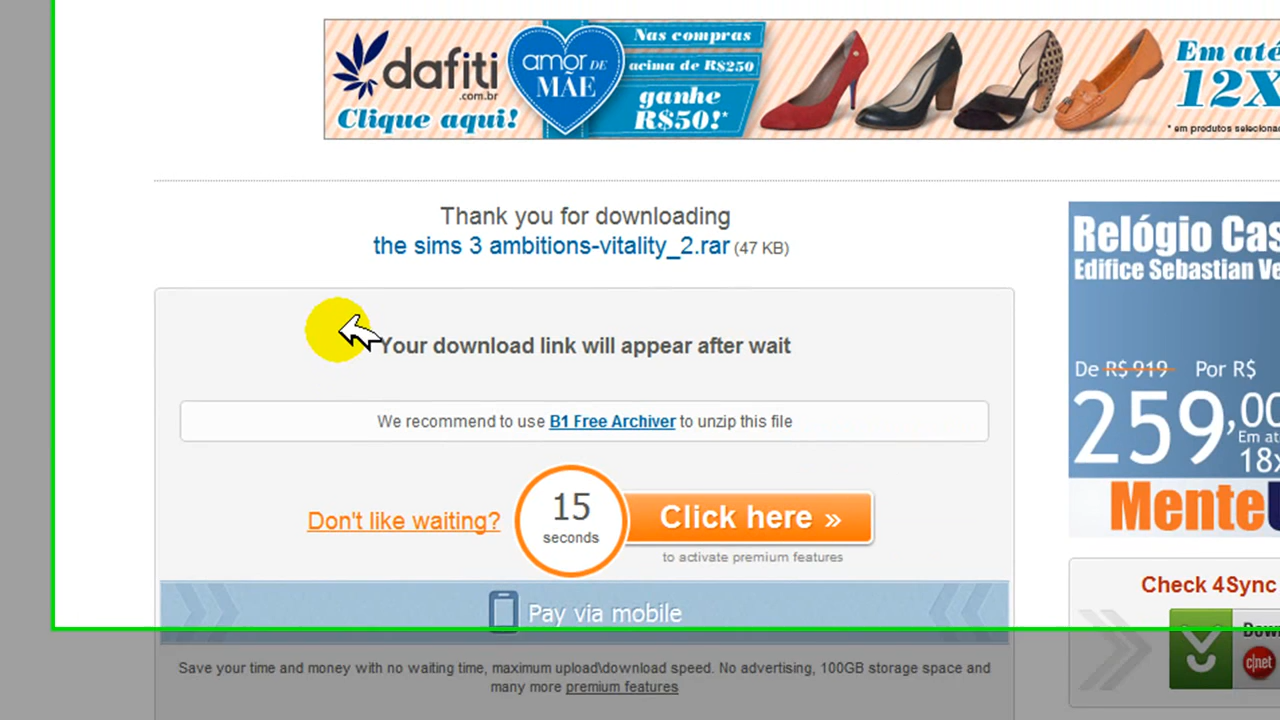 dafiti
.com.br
Clique aqui!
amor DE
MÃE
Nas compras
acima de R$250
ganhe
R$50!*
Em até
12X
* em produtos
Thank you for downloading
the sims 3 ambitions-vitality_2.rar (47 KB)
Your download link will appear after wait
We recommend to use B1 Free Archiver to unzip this file
Don't like waiting?
15
seconds
Click here »
to activate premium features
Pay via mobile
Save your time and money with no waiting time, maximum upload\download speed. No advertising, 100GB storage space and
many more premium features
Relógio Cas
Edifice Sebastian Ve
De R$ 919 Por R$
259,00
Em at
18x
Mente
Check 4Sync
c|net